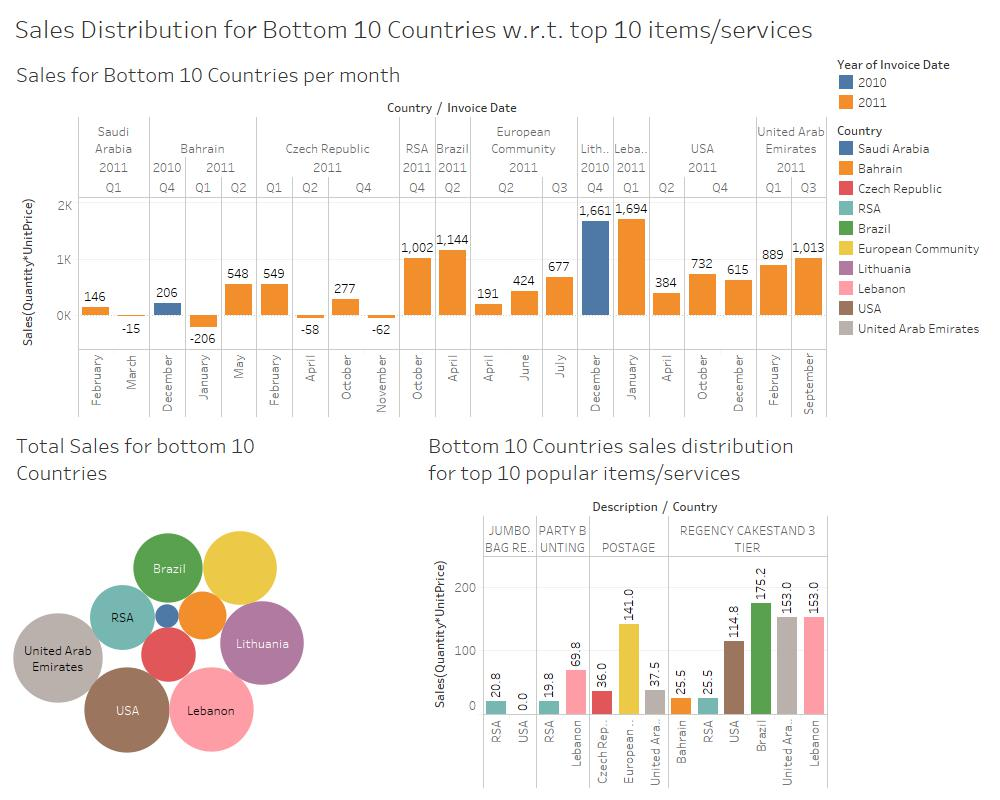 Sales Distribution for Bottom 10 Countries w.r.t. top 10 items/services
Sales for Bottom 10 Countries per month
Country / Invoice Date
Saudi Arabia
Bahrain
Czech Republic
RSA
Brazil
European Community
Lith..
Leba..
USA
United Arab Emirates
2011 2010 2011 2011 2011 2011 2011 2010 2011 2011 2011
Q1 Q4 Q1 Q2 Q1 Q2 Q4 Q4 Q2 Q2 Q3 Q4 Q1 Q2 Q4 Q1 Q3
Sales(Quantity*UnitPrice)
2K
1K
0K
146 -15 206 -206 548 549 -58 277 -62 1,002 1,144 191 424 677 1,661 1,694 384 732 615 889 1,013
February March December January May February April October November October April April June July December January April October December February September
Year of Invoice Date
2010
2011
Country
Saudi Arabia
Bahrain
Czech Republic
RSA
Brazil
European Community
Lithuania
Lebanon
USA
United Arab Emirates
Total Sales for bottom 10
Countries
Brazil
RSA
Lithuania
United Arab
Emirates
USA
Lebanon
Bottom 10 Countries sales distribution
for top 10 popular items/services
Description / Country
JUMBO
BAG RE..
PARTY B
UNTING
POSTAGE
REGENCY CAKESTAND 3
TIER
Sales(Quantity*UnitPrice)
200
100
0
20.8 0.0 19.8 69.8 36.0 141.0 37.5 25.5 25.5 114.8 175.2 153.0 153.0
RSA USA RSA Lebanon Czech Rep.. European .. United Ara.. Bahrain RSA USA Brazil United Ara.. Lebanon